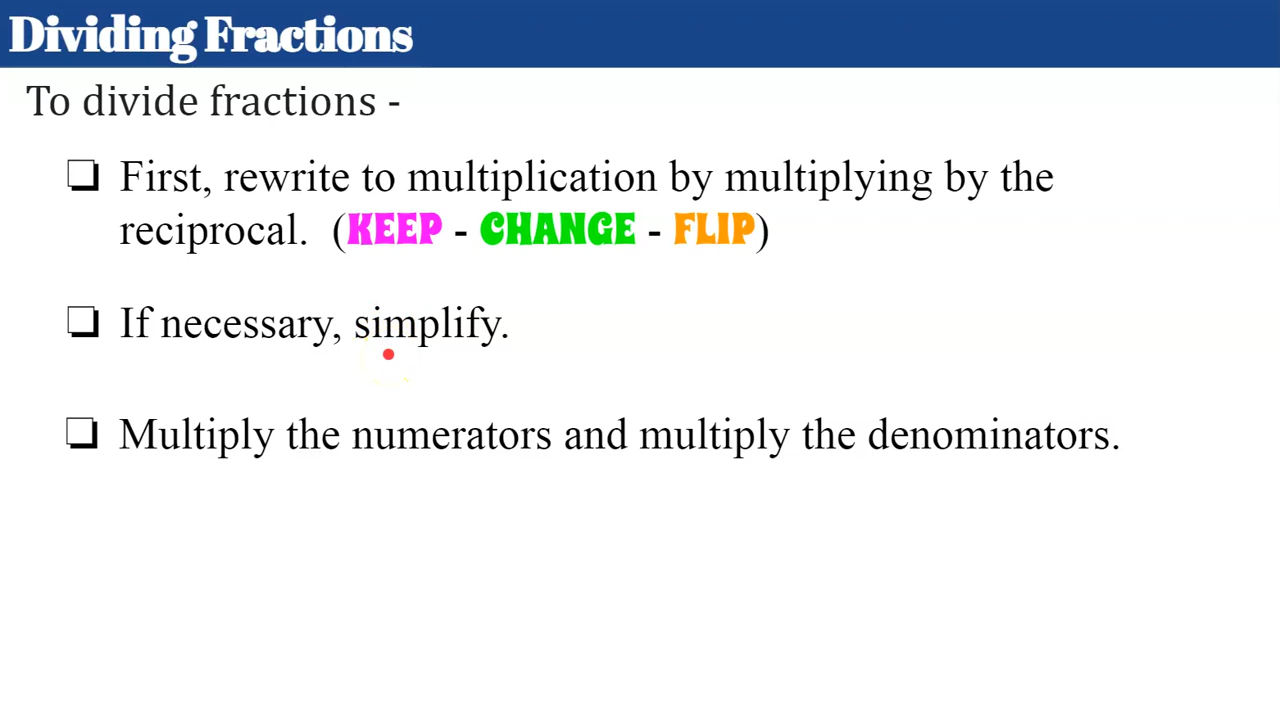 Dividing Fractions
To divide fractions -
❏ First, rewrite to multiplication by multiplying by the
reciprocal. (KEEP - CHANGE - FLIP)
❏ If necessary, simplify.
❏ Multiply the numerators and multiply the denominators.